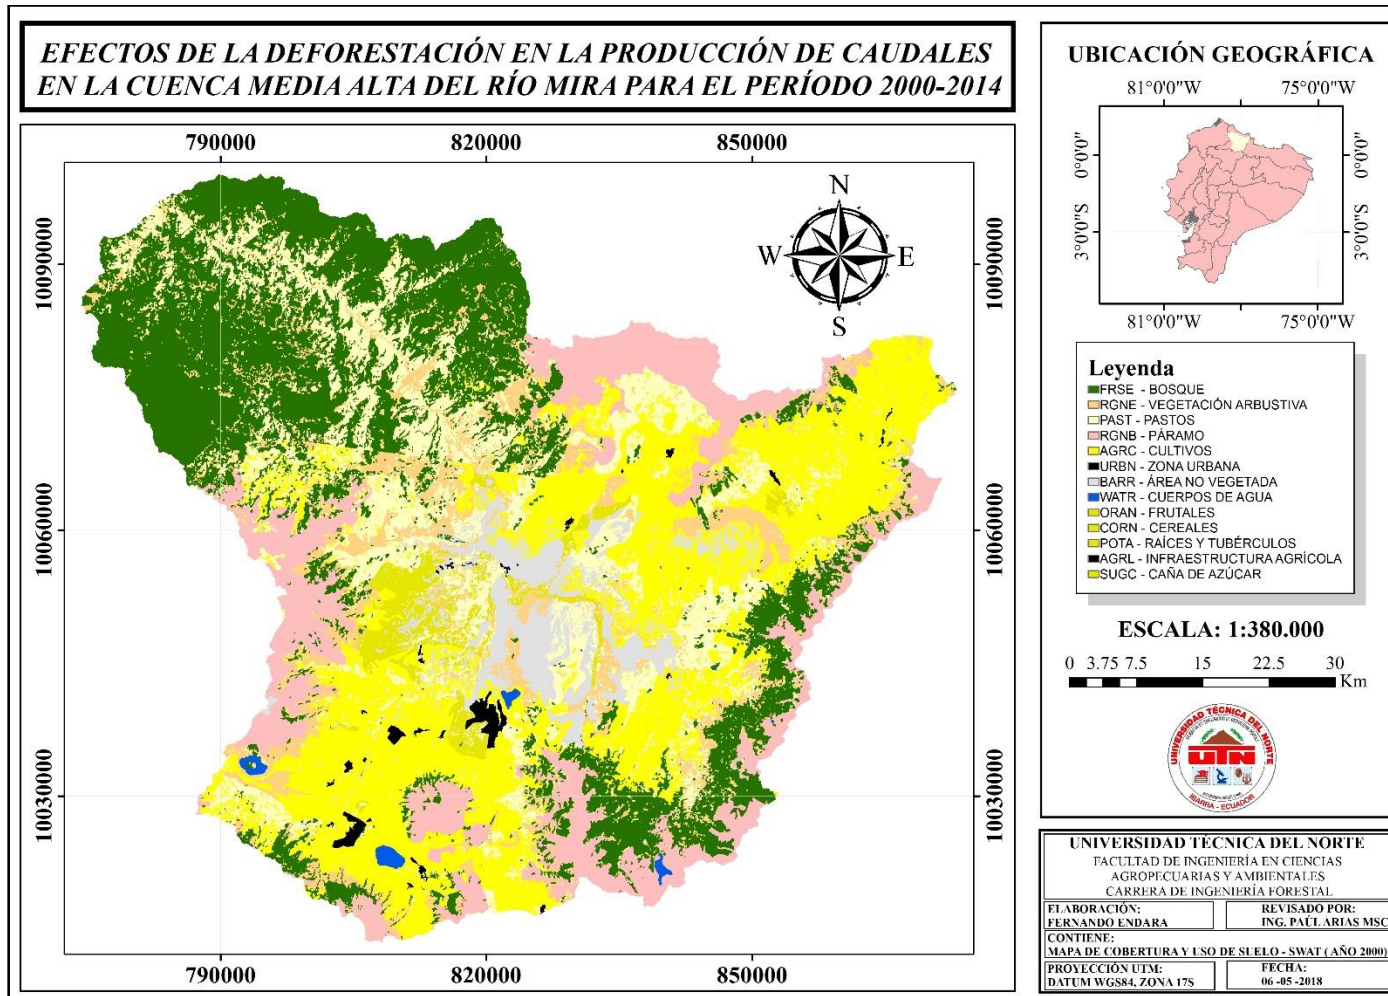 EFECTOS DE LA DEFORESTACIÓN EN LA PRODUCCIÓN DE CAUDALES
EN LA CUENCA MEDIA ALTA DEL RÍO MIRA PARA EL PERÍODO 2000-2014
790000 820000 850000
10090000 10090000
10060000 10060000
10030000 10030000
790000 820000 850000
N
W E
S
UBICACIÓN GEOGRÁFICA
81°0'0"W 75°0'0"W
0°0'0" 0°0'0"
3°0'0"S 3°0'0"S
81°0'0"W 75°0'0"W
Leyenda
FRSE - BOSQUE
RGNE - VEGETACIÓN ARBUSTIVA
PAST - PASTOS
RGNB - PÁRAMO
AGRC - CULTIVOS
URBN - ZONA URBANA
BARR - ÁREA NO VEGETADA
WATR - CUERPOS DE AGUA
ORAN - FRUTALES
CORN - CEREALES
POTA - RAÍCES Y TUBÉRCULOS
AGRL - INFRAESTRUCTURA AGRÍCOLA
SUGC - CAÑA DE AZÚCAR
ESCALA: 1:380.000
0 3.75 7.5 15 22.5 30
Km
UNIVERSIDAD TÉCNICA DEL NORTE
UTN
IBARRA - ECUADOR
UNIVERSIDAD TÉCNICA DEL NORTE
FACULTAD DE INGENIERÍA EN CIENCIAS
AGROPECUARIAS Y AMBIENTALES
CARRERA DE INGENIERÍA FORESTAL
ELABORACIÓN:
FERNANDO ENDARA
REVISADO POR:
ING. PAÚL ARIAS MSC
CONTIENE:
MAPA DE COBERTURA Y USO DE SUELO - SWAT ( AÑO 2000)
PROYECCIÓN UTM:
DATUM WGS84, ZONA 17S
FECHA:
06 -05 -2018